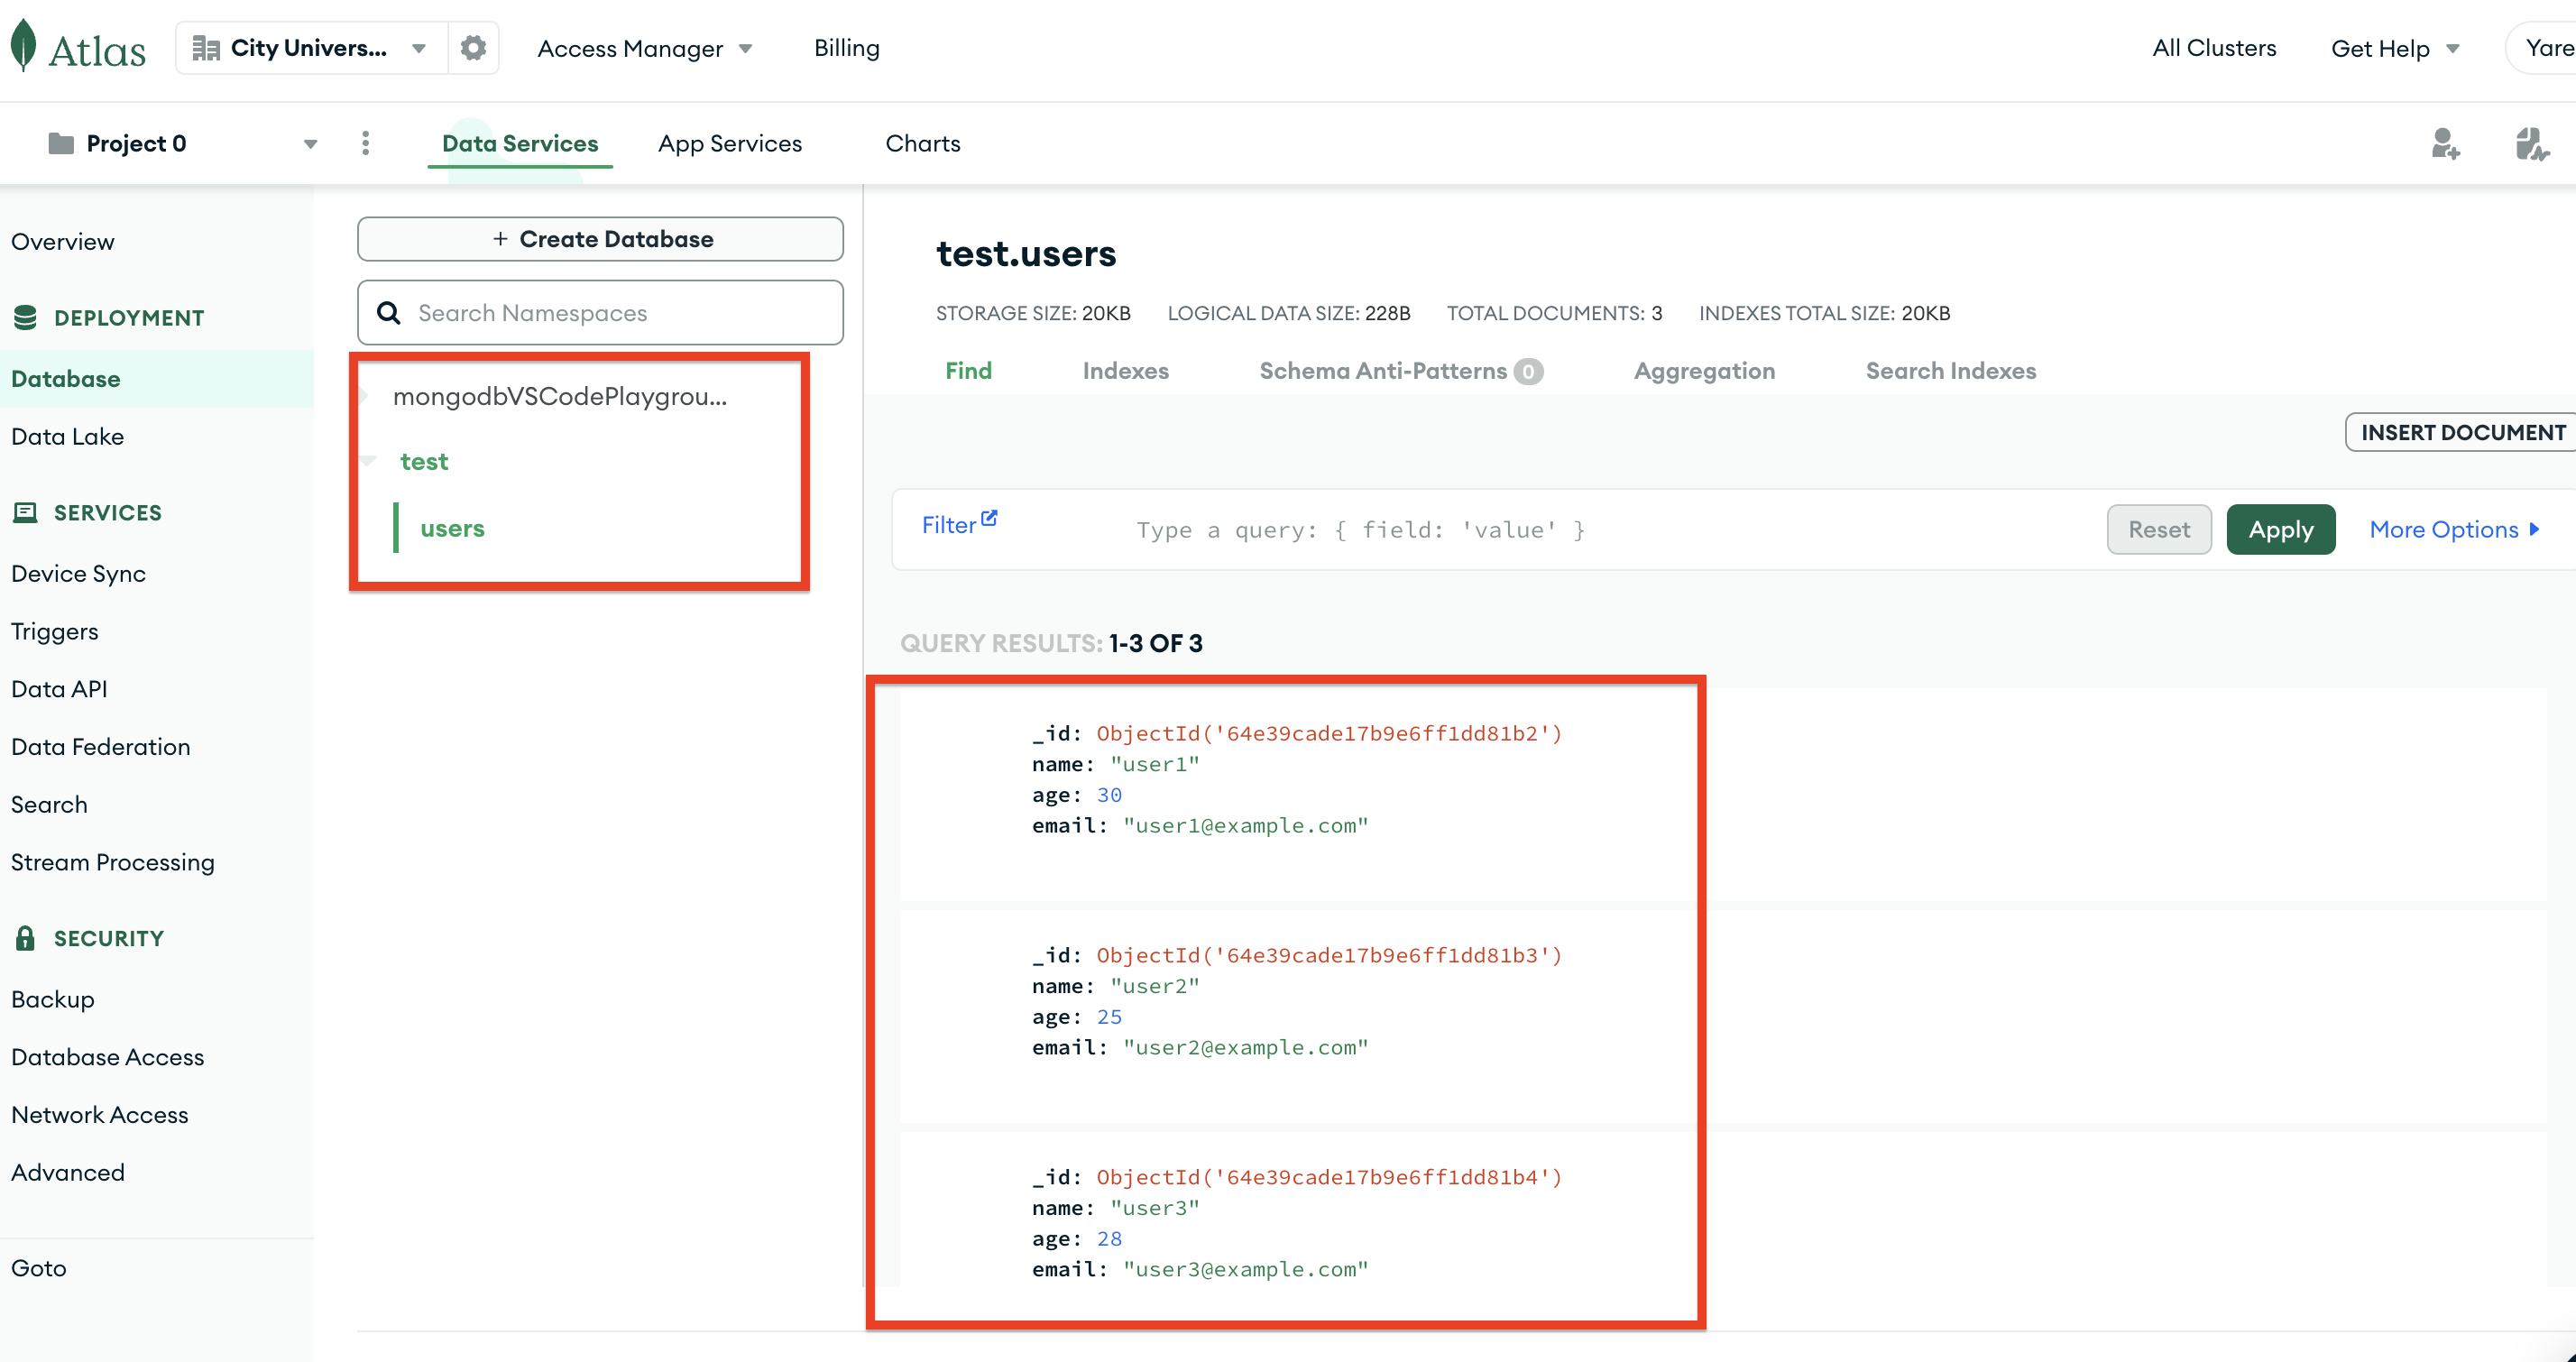 Atlas
City Univers...
Access Manager
Billing
All Clusters
Get Help
Yare
Project 0
Data Services
App Services
Charts
Overview
DEPLOYMENT
Database
Data Lake
SERVICES
Device Sync
Triggers
Data API
Data Federation
Search
Stream Processing
SECURITY
Backup
Database Access
Network Access
Advanced
Goto
+ Create Database
Search Namespaces
mongodbVSCodePlaygrou...
test
users
test.users
STORAGE SIZE: 20KB LOGICAL DATA SIZE: 228B TOTAL DOCUMENTS: 3 INDEXES TOTAL SIZE: 20KB
Find Indexes Schema Anti-Patterns 0 Aggregation Search Indexes
INSERT DOCUMENT
Filter Type a query: { field: 'value' } Reset Apply More Options
QUERY RESULTS: 1-3 OF 3
_id: ObjectId('64e39cade17b9e6ff1dd81b2')
name: "user1"
age: 30
email: "user1@example.com"
_id: ObjectId('64e39cade17b9e6ff1dd81b3')
name: "user2"
age: 25
email: "user2@example.com"
_id: ObjectId('64e39cade17b9e6ff1dd81b4')
name: "user3"
age: 28
email: "user3@example.com"